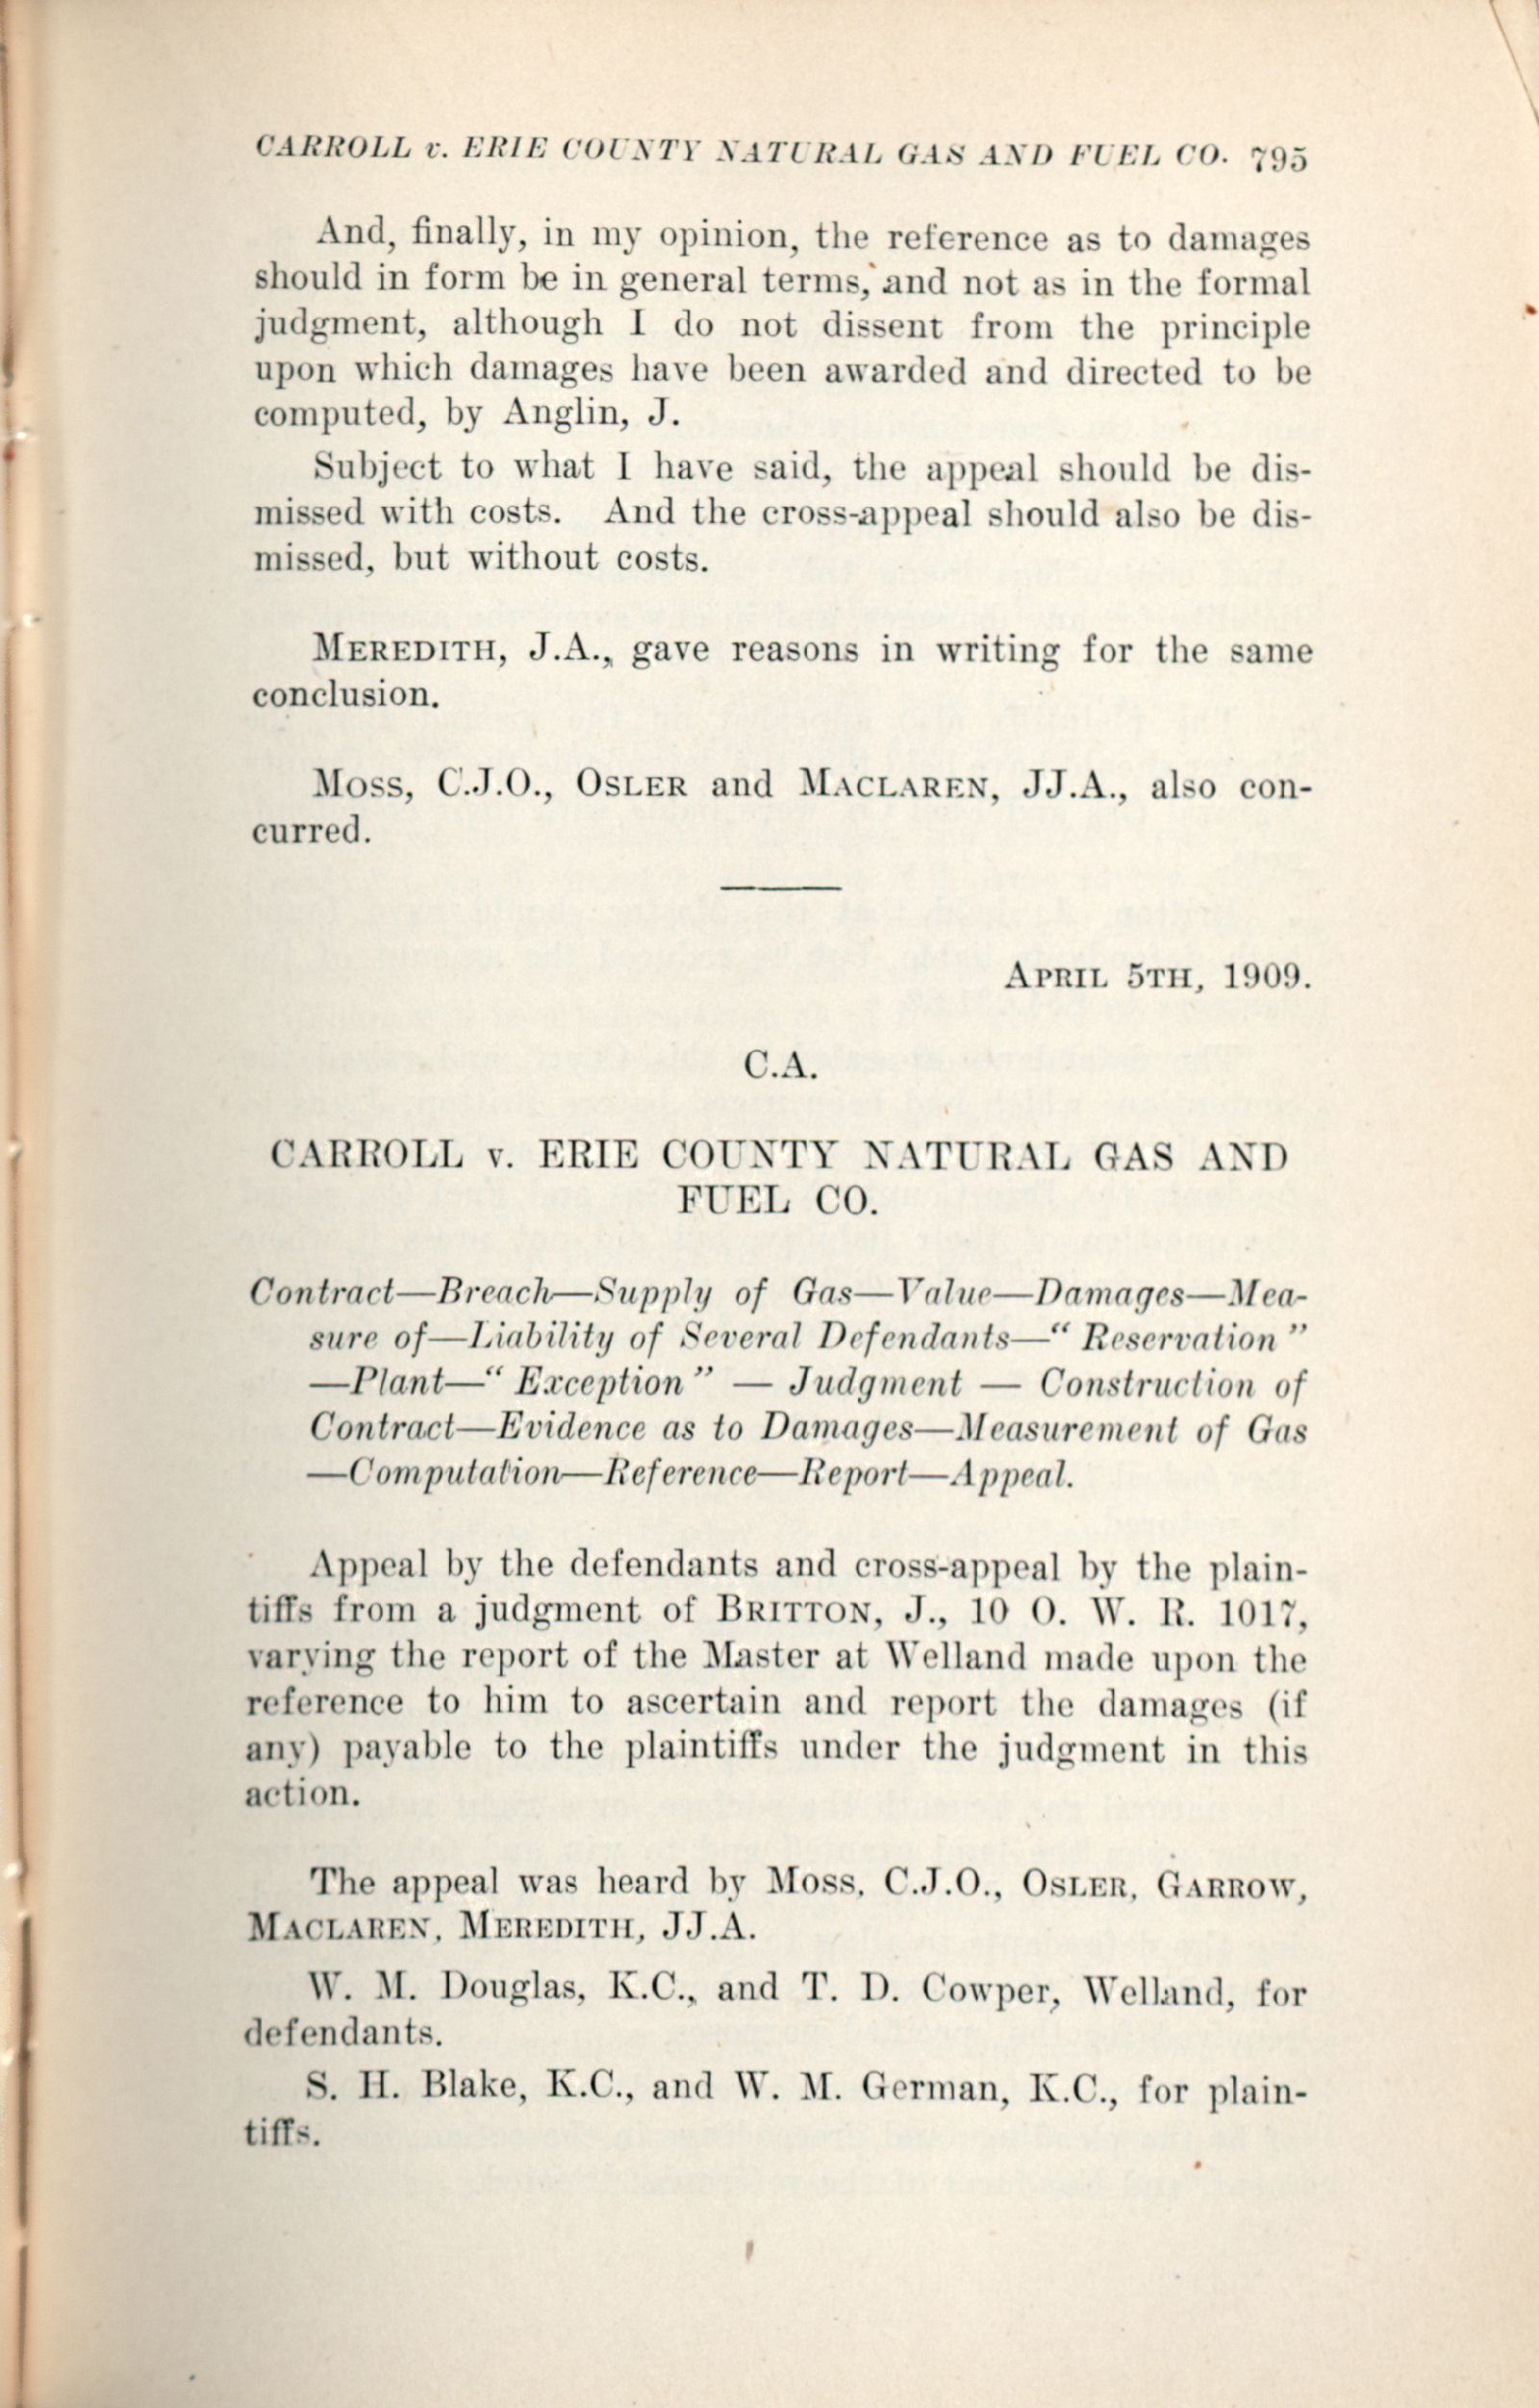 CARROLL v. ERIE COUNTY NATURAL GAS AND FUEL CO. 795
And, finally, in my opinion, the reference as to damages
should in form be in general terms, and not as in the formal
judgment, although I do not dissent from the principle
upon which damages have been awarded and directed to be
computed, by Anglin, J.
Subject to what I have said, the appeal should be dis-
missed with costs. And the cross-appeal should also be dis-
missed, but without costs.
MEREDITH, J.A., gave reasons in writing for the same
conclusion.
MOSS, C.J.O., OSLER and MACLAREN, JJ.A., also con-
curred.
APRIL 5TH, 1909.
C.A.
CARROLL v. ERIE COUNTY NATURAL GAS AND
FUEL CO.
Contract—Breach—Supply of Gas—Value—Damages—Mea-
sure of—Liability of Several Defendants—“ Reservation ”
—Plant—“ Exception ” — Judgment — Construction of
Contract—Evidence as to Damages—Measurement of Gas
—Computation—Reference—Report—Appeal.
Appeal by the defendants and cross-appeal by the plain-
tiffs from a judgment of BRITTON, J., 10 O. W. R. 1017,
varying the report of the Master at Welland made upon the
reference to him to ascertain and report the damages (if
any) payable to the plaintiffs under the judgment in this
action.
The appeal was heard by MOSS, C.J.O., OSLER, GARROW,
MACLAREN, MEREDITH, JJ.A.
W. M. Douglas, K.C., and T. D. Cowper, Welland, for
defendants.
S. H. Blake, K.C., and W. M. German, K.C., for plain-
tiffs.